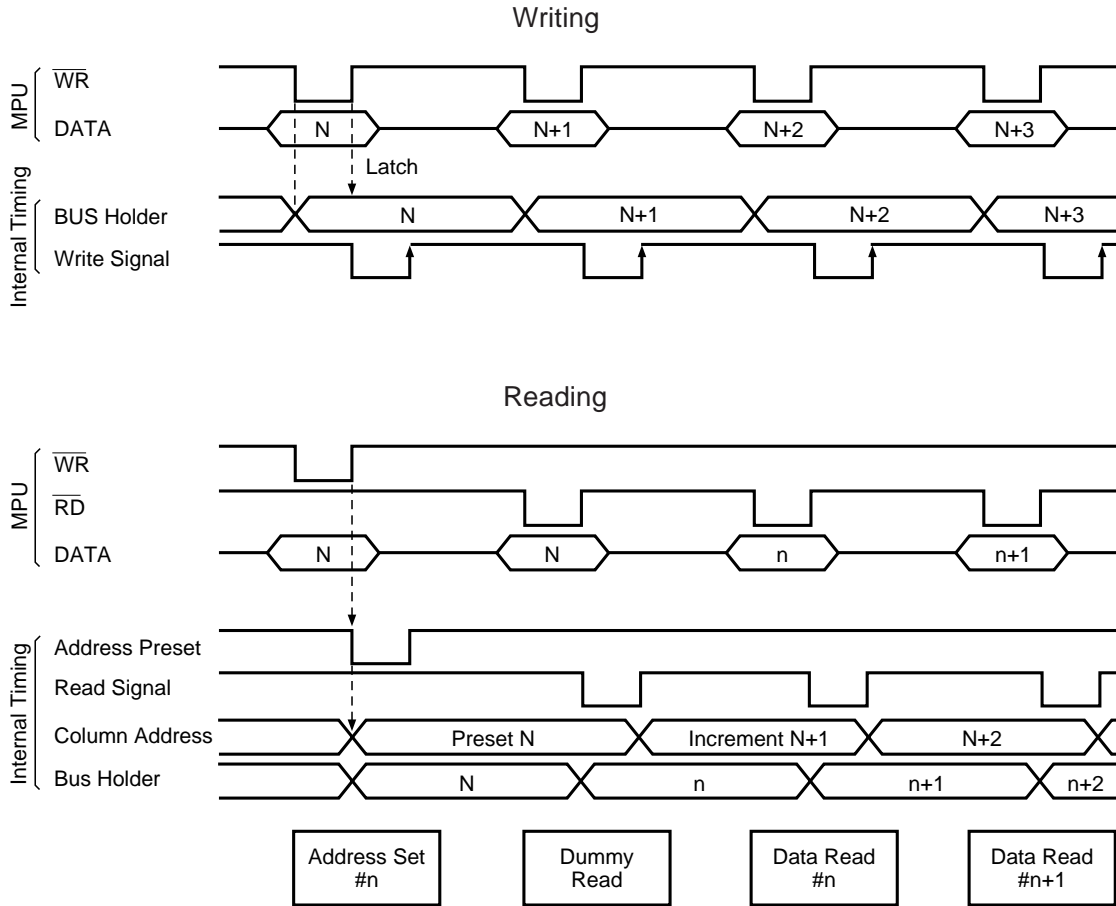 Writing
MPU
WR
DATA
N
N+1
N+2
N+3
Latch
Internal Timing
BUS Holder
N
N+1
N+2
N+3
Write Signal
Reading
MPU
WR
RD
DATA
N
N
n
n+1
Internal Timing
Address Preset
Read Signal
Column Address
Preset N
Increment N+1
N+2
Bus Holder
N
n
n+1
n+2
Address Set
#n
Dummy
Read
Data Read
#n
Data Read
#n+1